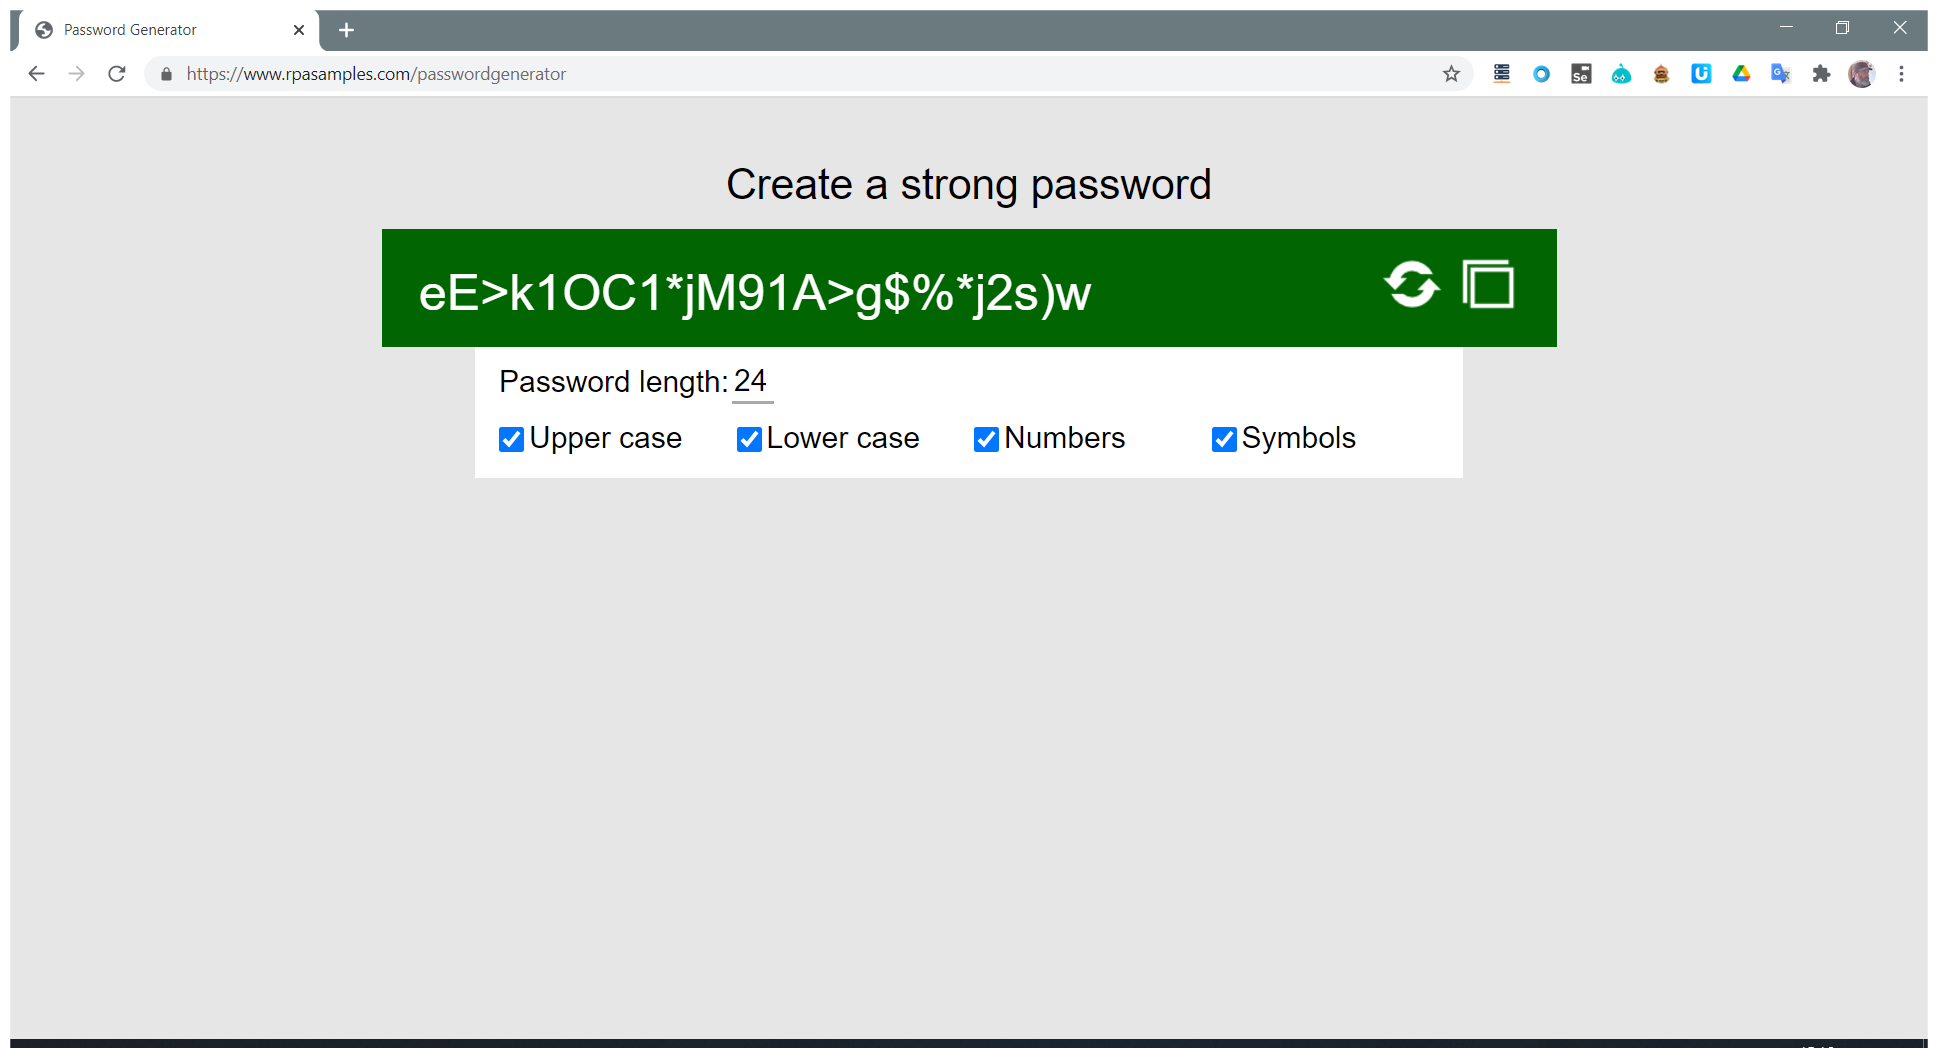 Password Generator
https://www.rpasamples.com/passwordgenerator
Se
Create a strong password
eE>k1OC1*jM91A>g$%*j2s)w
Password length: 24
Upper case Lower case Numbers Symbols